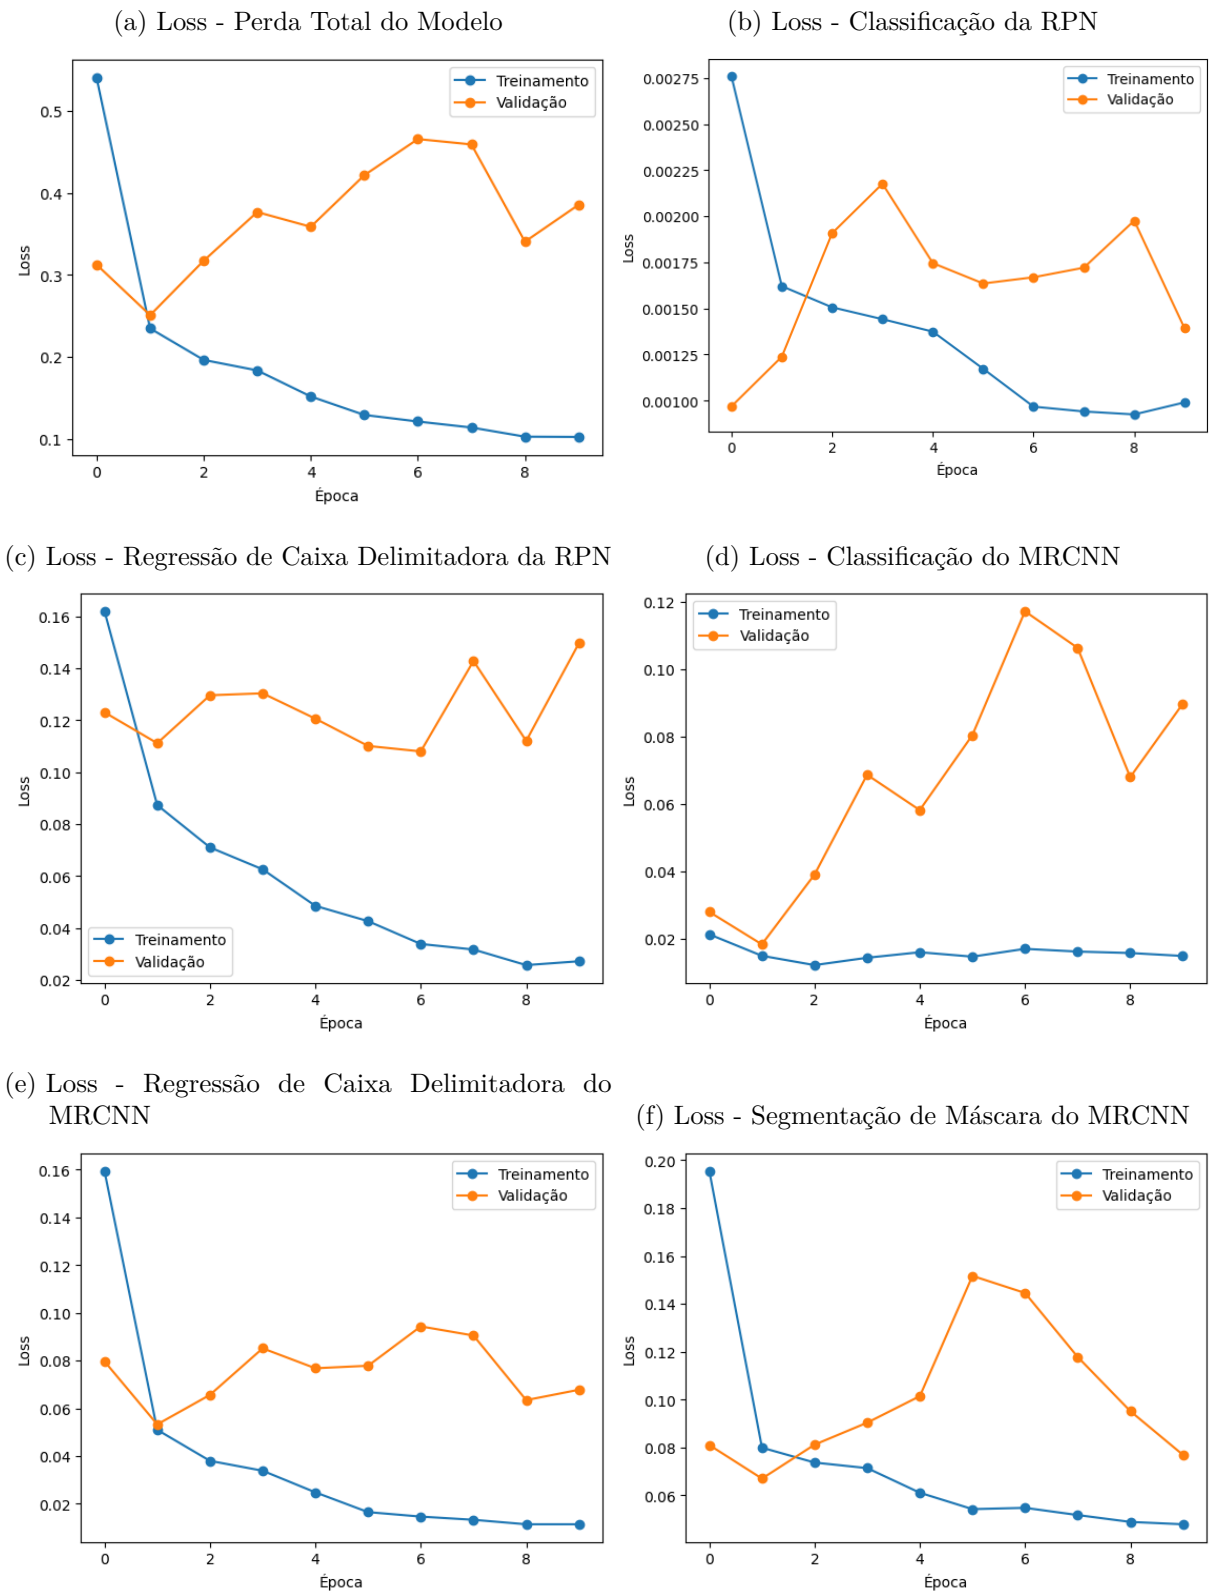 (a) Loss - Perda Total do Modelo
Treinamento
Validação
0.5
0.4
0.3
0.2
0.1
Loss
0 2 4 6 8
Época
(b) Loss - Classificação da RPN
Treinamento
Validação
0.00275
0.00250
0.00225
0.00200
0.00175
0.00150
0.00125
0.00100
Loss
0 2 4 6 8
Época
(c) Loss - Regressão de Caixa Delimitadora da RPN
0.16
0.14
0.12
0.10
0.08
0.06
0.04
0.02
Loss
Treinamento
Validação
0 2 4 6 8
Época
(d) Loss - Classificação do MRCNN
Treinamento
Validação
0.12
0.10
0.08
0.06
0.04
0.02
Loss
0 2 4 6 8
Época
(e) Loss - Regressão de Caixa Delimitadora do
MRCNN
Treinamento
Validação
0.16
0.14
0.12
0.10
0.08
0.06
0.04
0.02
Loss
0 2 4 6 8
Época
(f) Loss - Segmentação de Máscara do MRCNN
Treinamento
Validação
0.20
0.18
0.16
0.14
0.12
0.10
0.08
0.06
Loss
0 2 4 6 8
Época